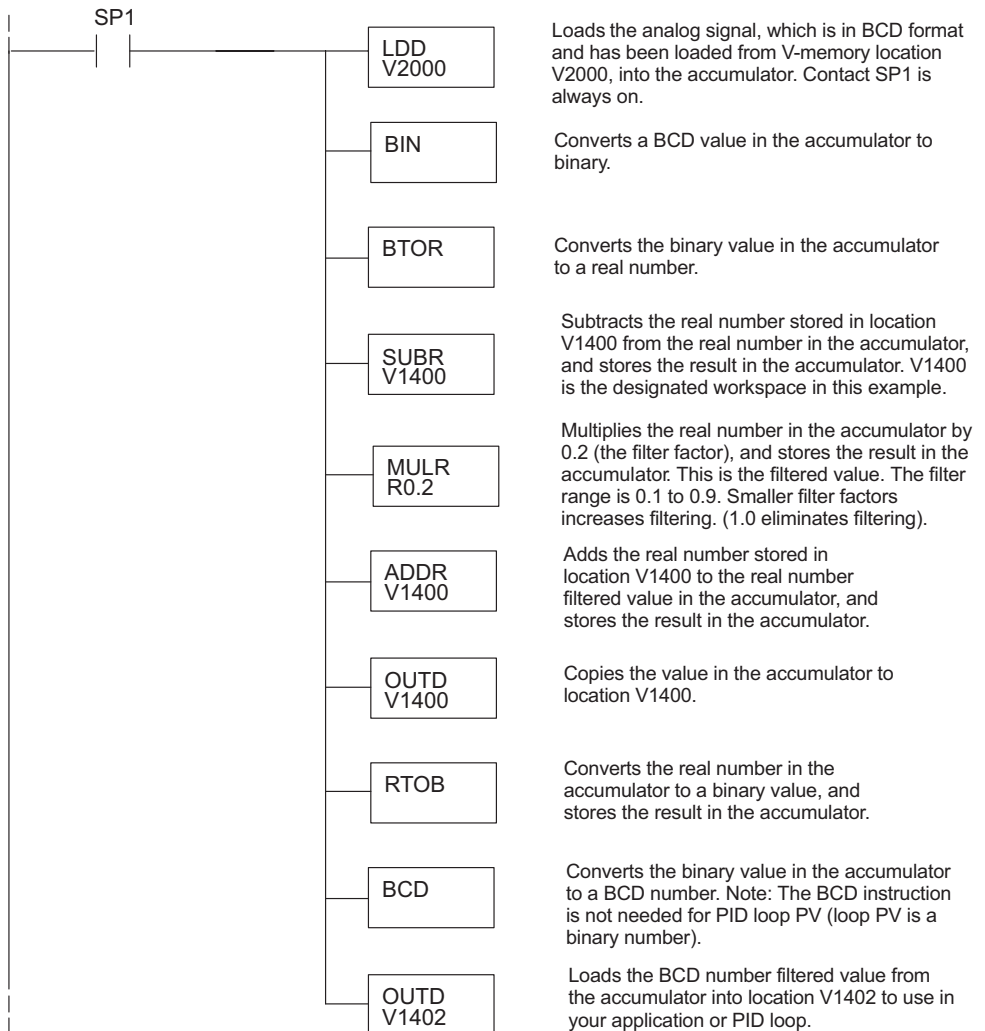 SP1
LDD
V2000
Loads the analog signal, which is in BCD format
and has been loaded from V-memory location
V2000, into the accumulator. Contact SP1 is
always on.
BIN
Converts a BCD value in the accumulator to
binary.
BTOR
Converts the binary value in the accumulator
to a real number.
SUBR
V1400
Subtracts the real number stored in location
V1400 from the real number in the accumulator,
and stores the result in the accumulator. V1400
is the designated workspace in this example.
MULR
R0.2
Multiplies the real number in the accumulator by
0.2 (the filter factor), and stores the result in the
accumulator. This is the filtered value. The filter
range is 0.1 to 0.9. Smaller filter factors
increases filtering. (1.0 eliminates filtering).
ADDR
V1400
Adds the real number stored in
location V1400 to the real number
filtered value in the accumulator, and
stores the result in the accumulator.
OUTD
V1400
Copies the value in the accumulator to
location V1400.
RTOB
Converts the real number in the
accumulator to a binary value, and
stores the result in the accumulator.
BCD
Converts the binary value in the accumulator
to a BCD number. Note: The BCD instruction
is not needed for PID loop PV (loop PV is a
binary number).
OUTD
V1402
Loads the BCD number filtered value from
the accumulator into location V1402 to use in
your application or PID loop.